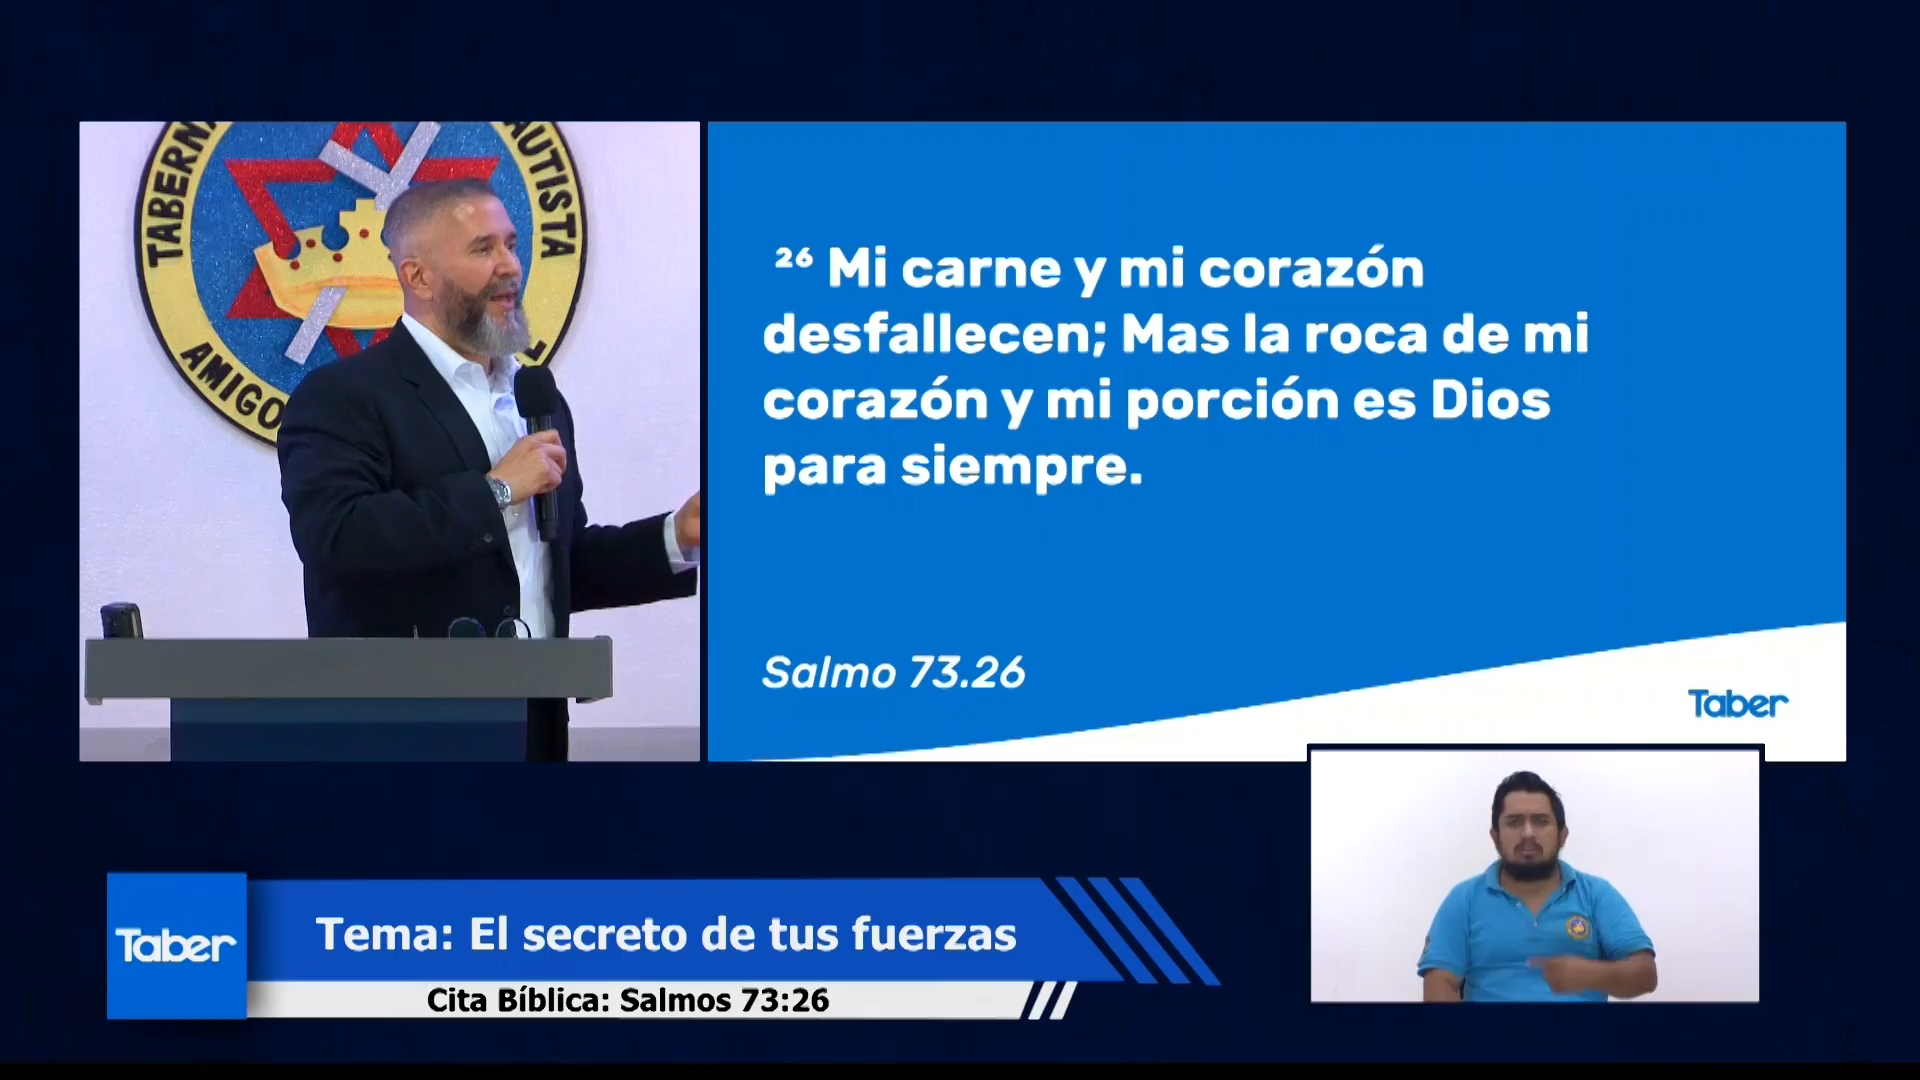 TABERN
AUTISTA
AMIGO
²⁶ Mi carne y mi corazón
desfallecen; Mas la roca de mi
corazón y mi porción es Dios
para siempre.
Salmo 73.26
Taber
Taber
Tema: El secreto de tus fuerzas
Cita Bíblica: Salmos 73:26